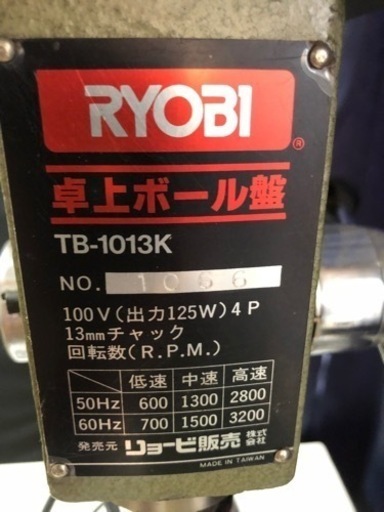 RYOBI
®
卓上ボール盤
TB-1013K
NO. 1066
100V(出力125W)4P
13mmチャック
回転数(R.P.M.)
低速 中速 高速
50Hz 600 1300 2800
60Hz 700 1500 3200
発売元 リョービ販売 株式会社
MADE IN TAIWAN